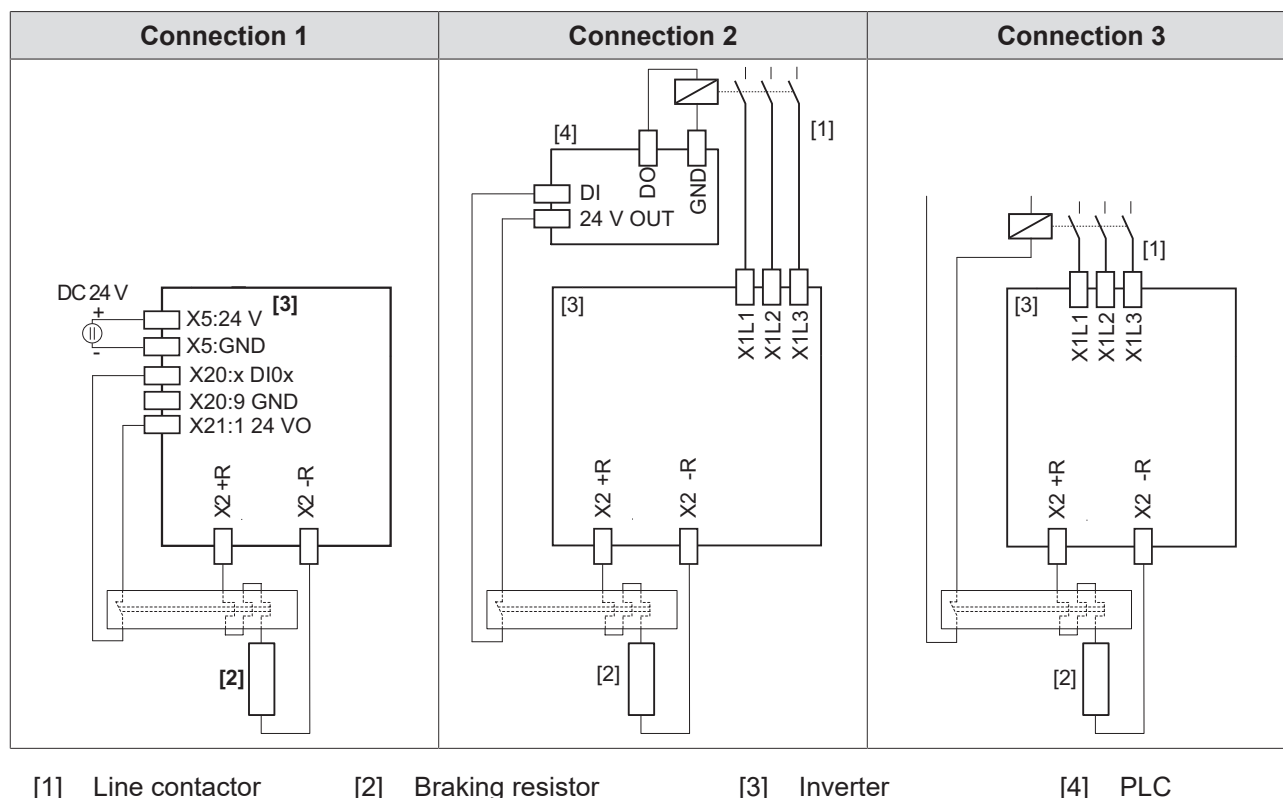 Connection 1
Connection 2
Connection 3
DC 24 V
+
-
[3]
X5:24 V
X5:GND
X20:x DI0x
X20:9 GND
X21:1 24 VO
X2 +R
X2 -R
[2]
[4]
DI
24 V OUT
DO
GND
[1]
[3]
X1L1
X1L2
X1L3
X2 +R
X2 -R
[2]
[1]
[3]
X1L1
X1L2
X1L3
X2 +R
X2 -R
[2]
[1] Line contactor [2] Braking resistor [3] Inverter [4] PLC